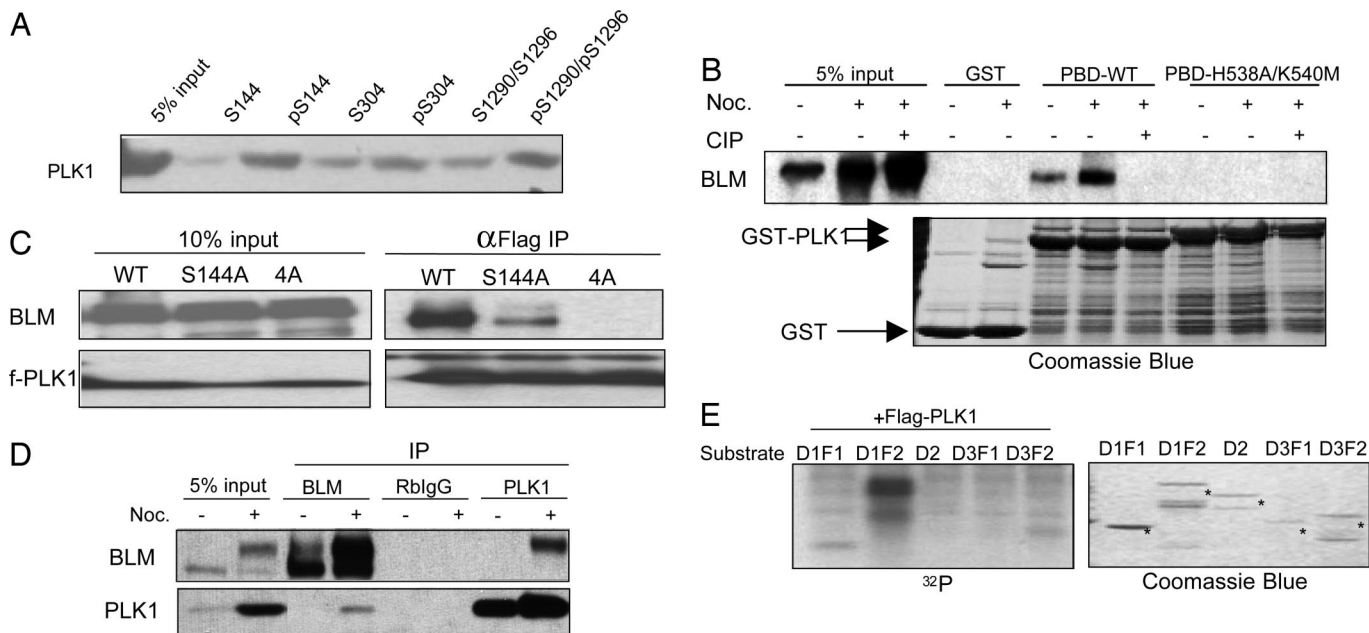 A
5% input S144 pS144 S304 pS304 S1290/S1296 pS1290/pS1296
PLK1
B
5% input GST PBD-WT PBD-H538A/K540M
Noc. - + + - + - + + - + +
CIP - - + - - + - - +
BLM
GST-PLK1
GST
Coomassie Blue
C
10% input αFlag IP
WT S144A 4A WT S144A 4A
BLM
f-PLK1
D
IP
5% input BLM RbIgG PLK1
Noc. - + - + - + - +
BLM
PLK1
E
+Flag-PLK1
Substrate D1F1 D1F2 D2 D3F1 D3F2 D1F1 D1F2 D2 D3F1 D3F2
* * * * *
32P Coomassie Blue